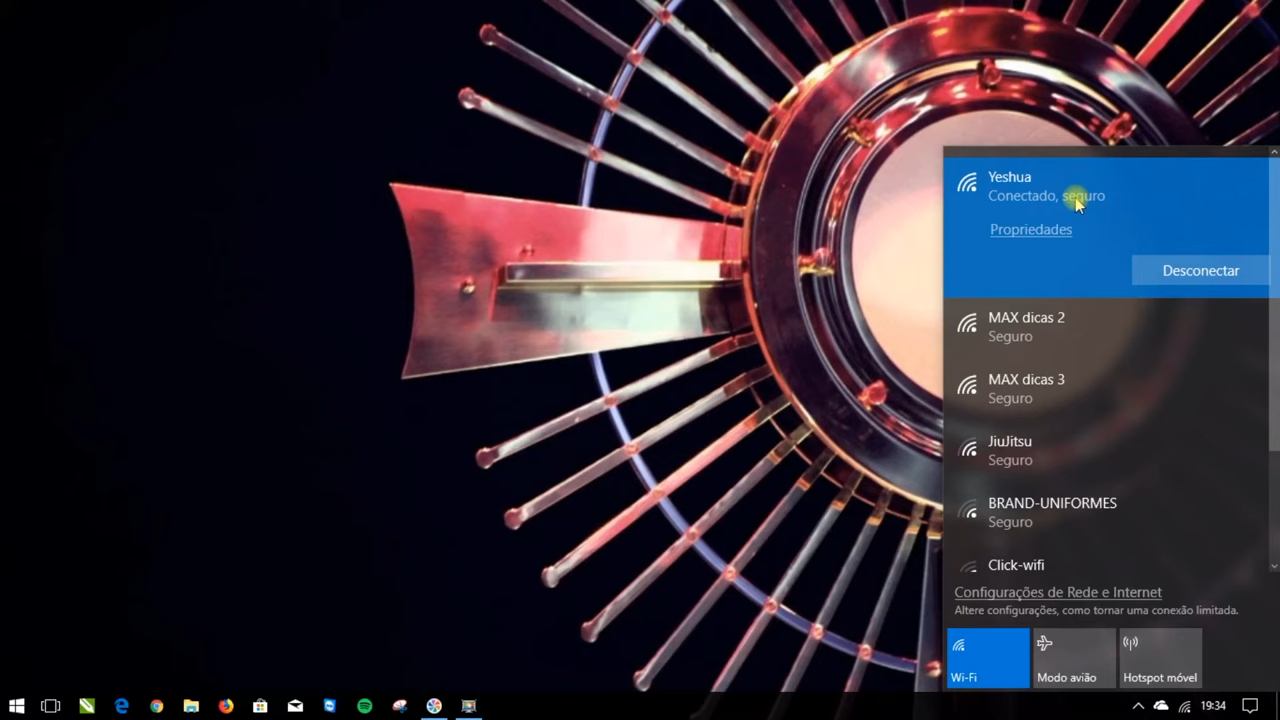 Yeshua
Conectado, seguro
Propriedades
Desconectar
MAX dicas 2
Seguro
MAX dicas 3
Seguro
JiuJitsu
Seguro
BRAND-UNIFORMES
Seguro
Click-wifi
Configurações de Rede e Internet
Altere configurações, como tornar uma conexão limitada.
Wi-Fi
Modo avião
Hotspot móvel
19:34